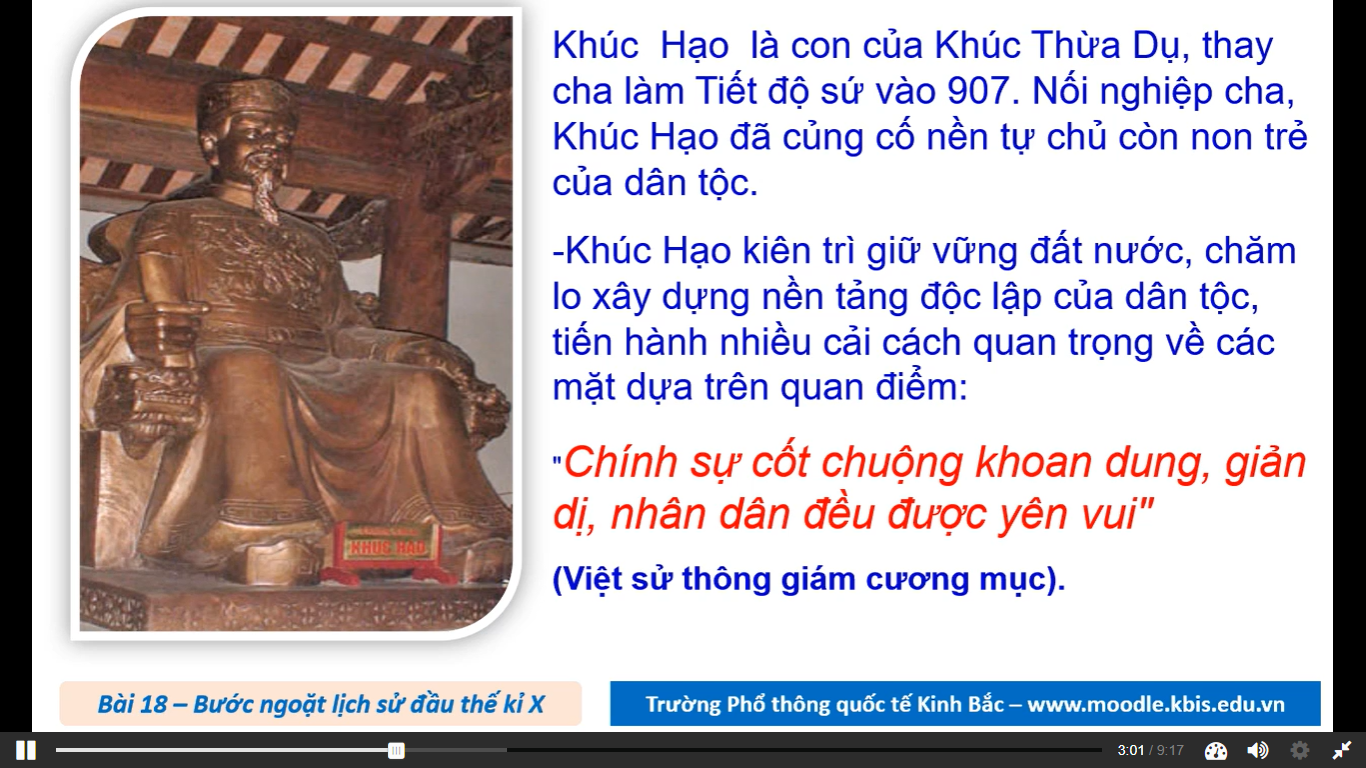 Khúc Hạo là con của Khúc Thừa Dụ, thay
cha làm Tiết độ sứ vào 907. Nối nghiệp cha,
Khúc Hạo đã củng cố nền tự chủ còn non trẻ
của dân tộc.
-Khúc Hạo kiên trì giữ vững đất nước, chăm
lo xây dựng nền tảng độc lập của dân tộc,
tiến hành nhiều cải cách quan trọng về các
mặt dựa trên quan điểm:
"Chính sự cốt chuộng khoan dung, giản
dị, nhân dân đều được yên vui"
(Việt sử thông giám cương mục).
KHÚC HẠO
Bài 18 – Bước ngoặt lịch sử đầu thế kỉ X
Trường Phổ thông quốc tế Kinh Bắc – www.moodle.kbis.edu.vn
3:01 / 9:17